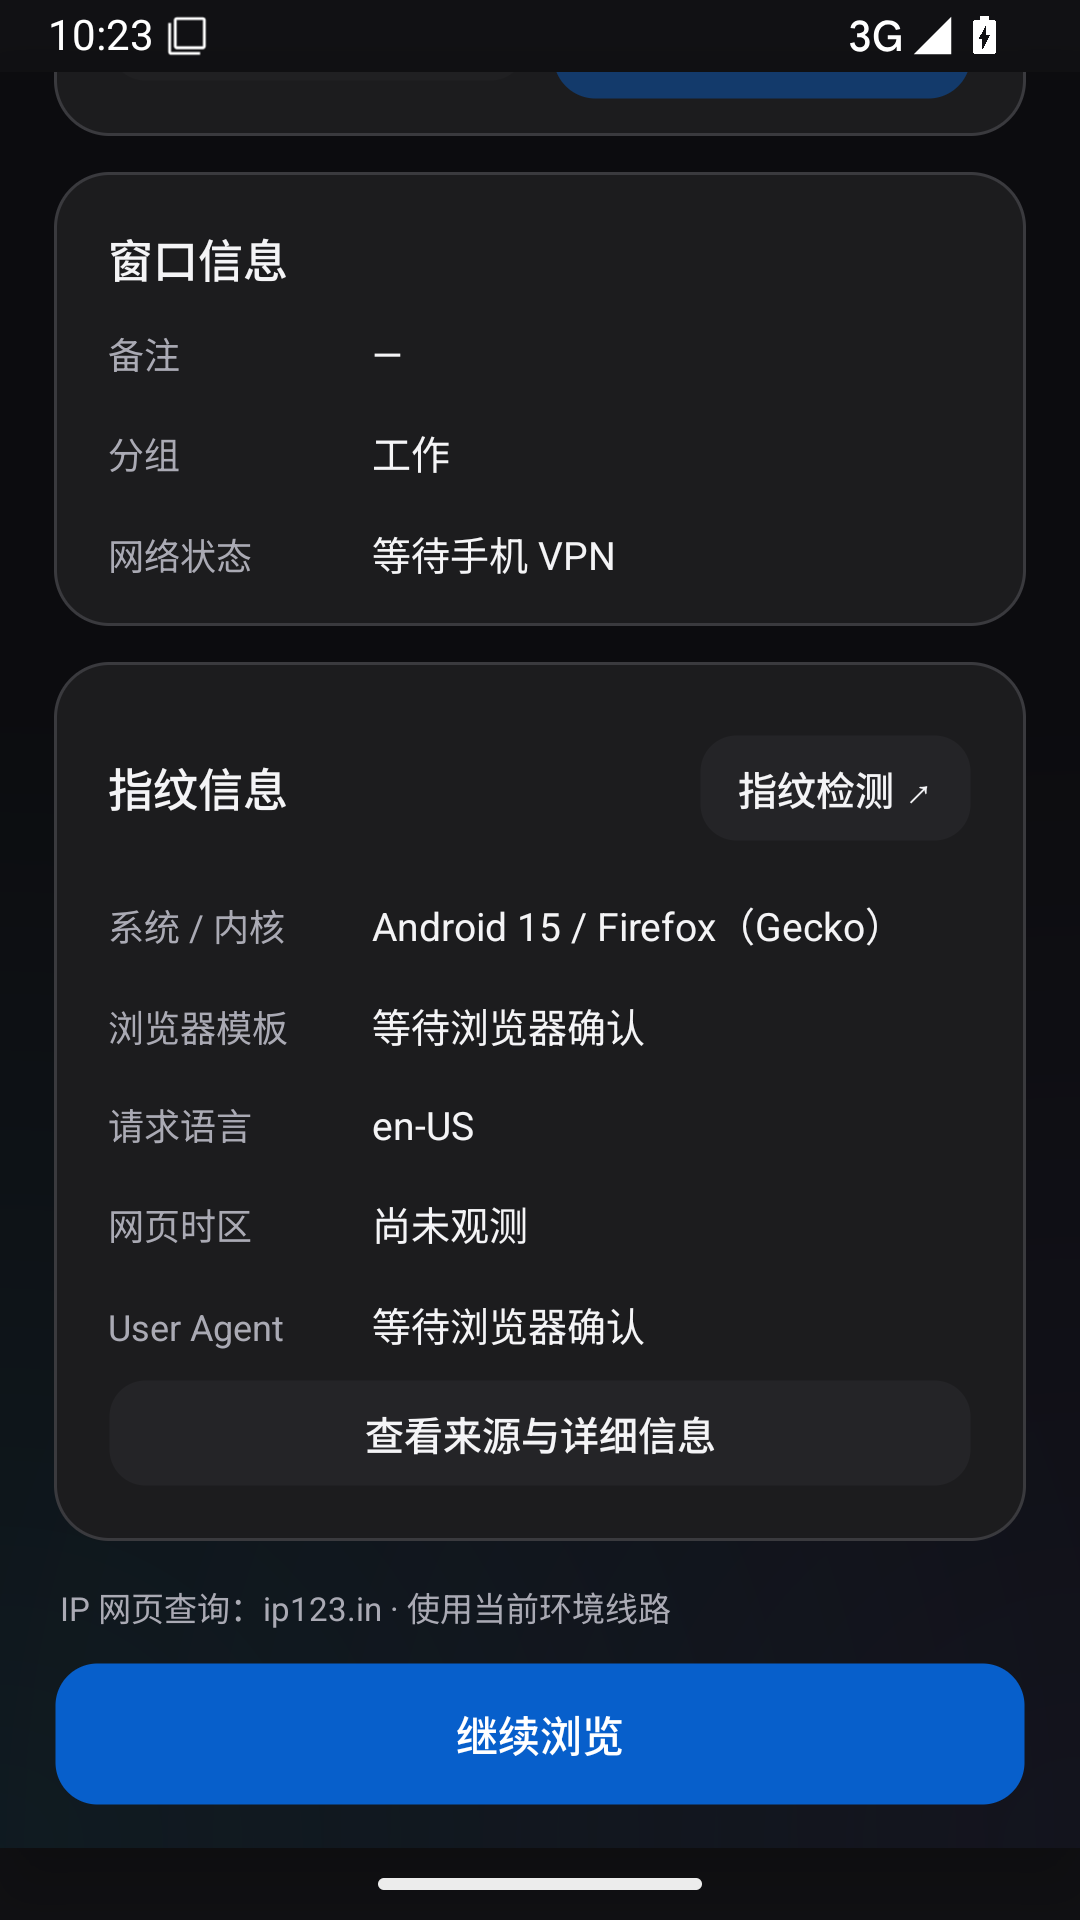 10:23
3G
窗口信息
备注 —
分组 工作
网络状态 等待手机 VPN
指纹信息
指纹检测 ↗
系统 / 内核 Android 15 / Firefox（Gecko）
浏览器模板 等待浏览器确认
请求语言 en-US
网页时区 尚未观测
User Agent 等待浏览器确认
查看来源与详细信息
IP 网页查询：ip123.in · 使用当前环境线路
继续浏览